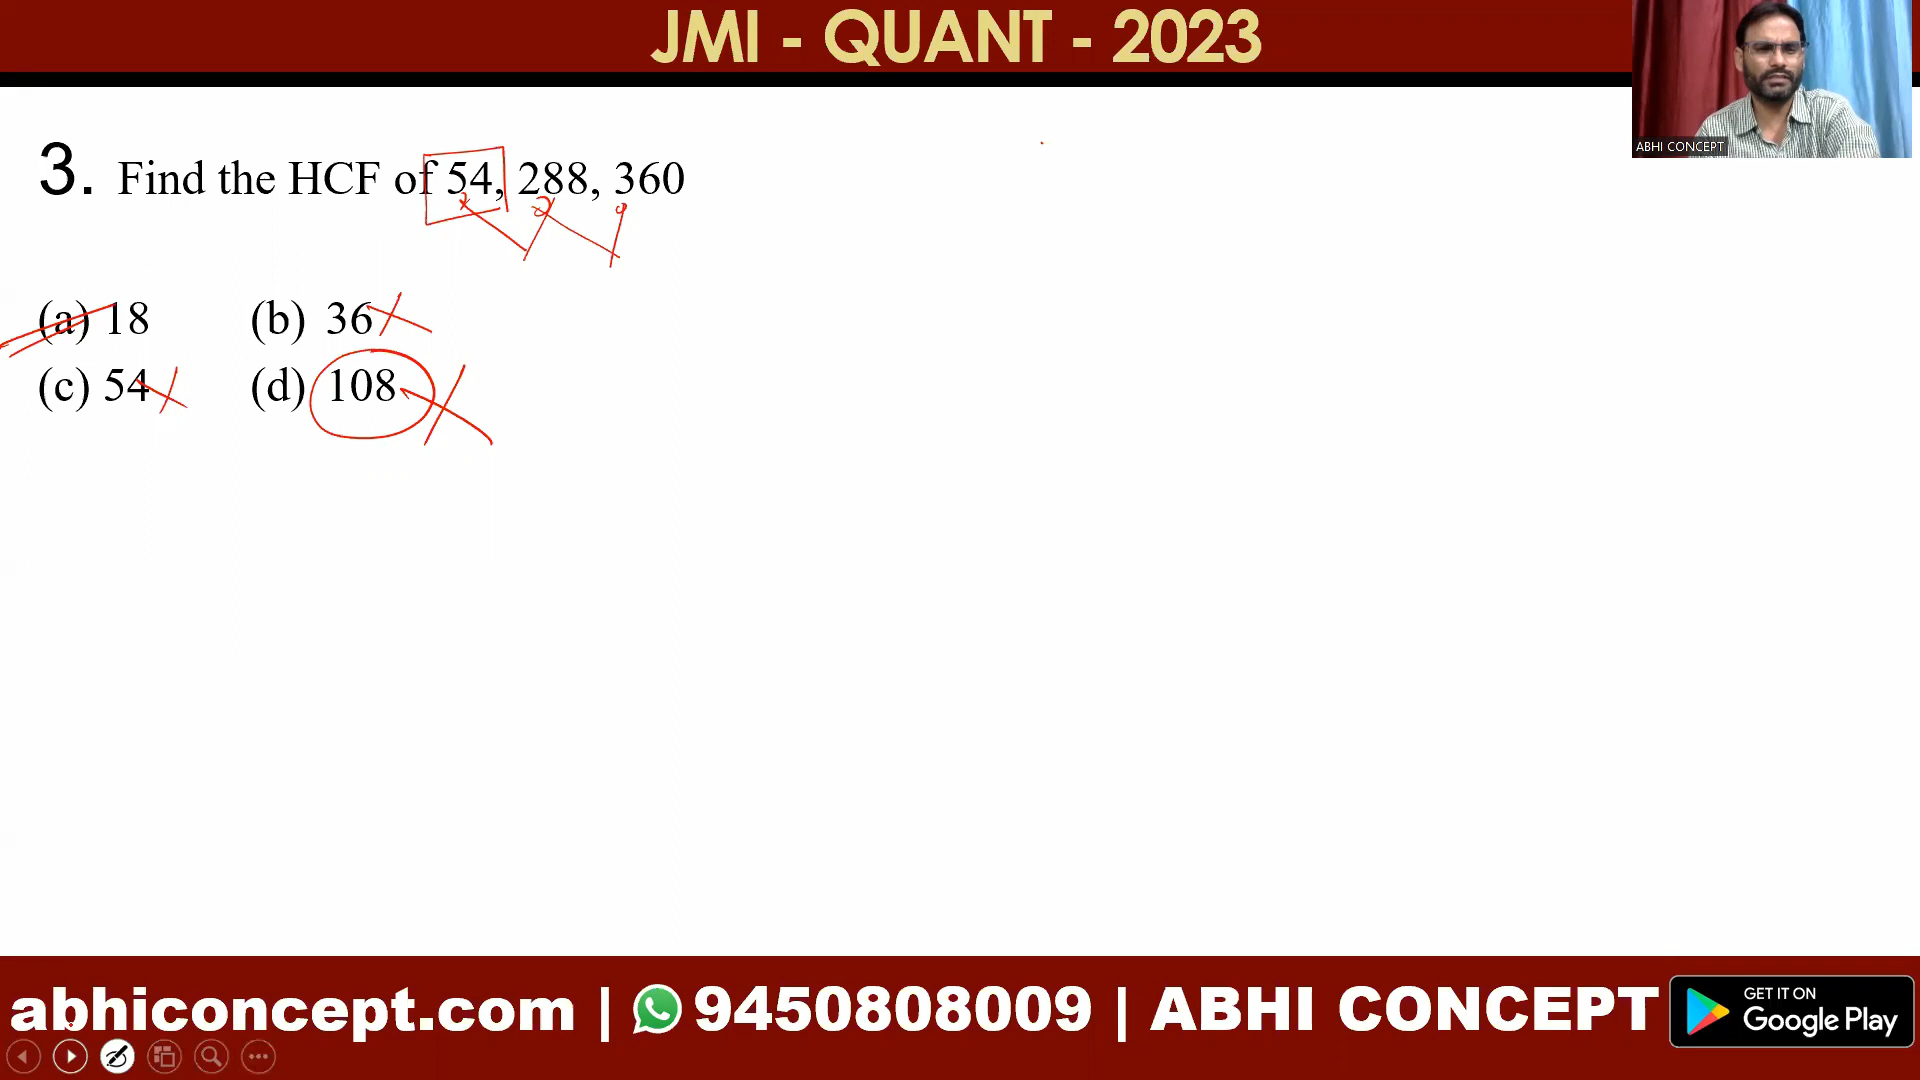 JMI - QUANT - 2023
ABHI CONCEPT
3. Find the HCF of 54, 288, 360
(a) 18 (b) 36
(c) 54 (d) 108
abhiconcept.com | 9450808009 | ABHI CONCEPT
GET IT ON
Google Play